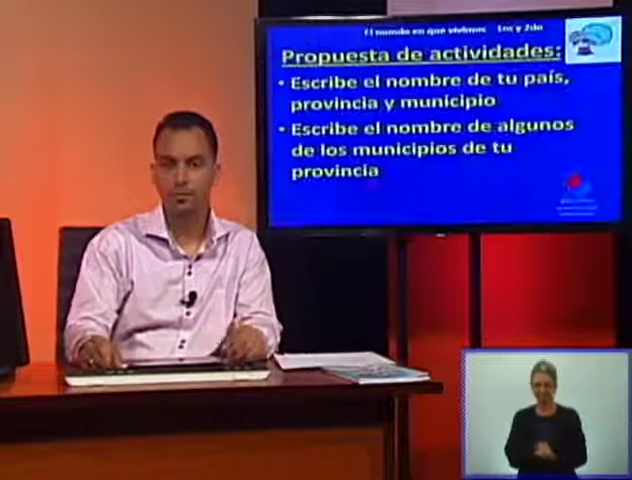 El mundo en que vivimos 1ro y 2do
Propuesta de actividades:
• Escribe el nombre de tu país,
provincia y municipio
• Escribe el nombre de algunos
de los municipios de tu
provincia